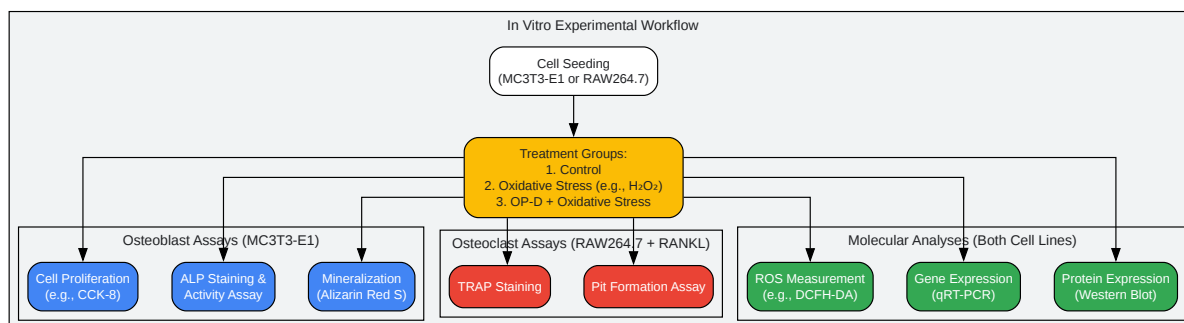 In Vitro Experimental Workflow
Cell Seeding
(MC3T3-E1 or RAW264.7)
Treatment Groups:
1. Control
2. Oxidative Stress (e.g., H₂O₂)
3. OP-D + Oxidative Stress
Osteoblast Assays (MC3T3-E1)
Cell Proliferation
(e.g., CCK-8)
ALP Staining &
Activity Assay
Mineralization
(Alizarin Red S)
Osteoclast Assays (RAW264.7 + RANKL)
TRAP Staining
Pit Formation Assay
Molecular Analyses (Both Cell Lines)
ROS Measurement
(e.g., DCFH-DA)
Gene Expression
(qRT-PCR)
Protein Expression
(Western Blot)